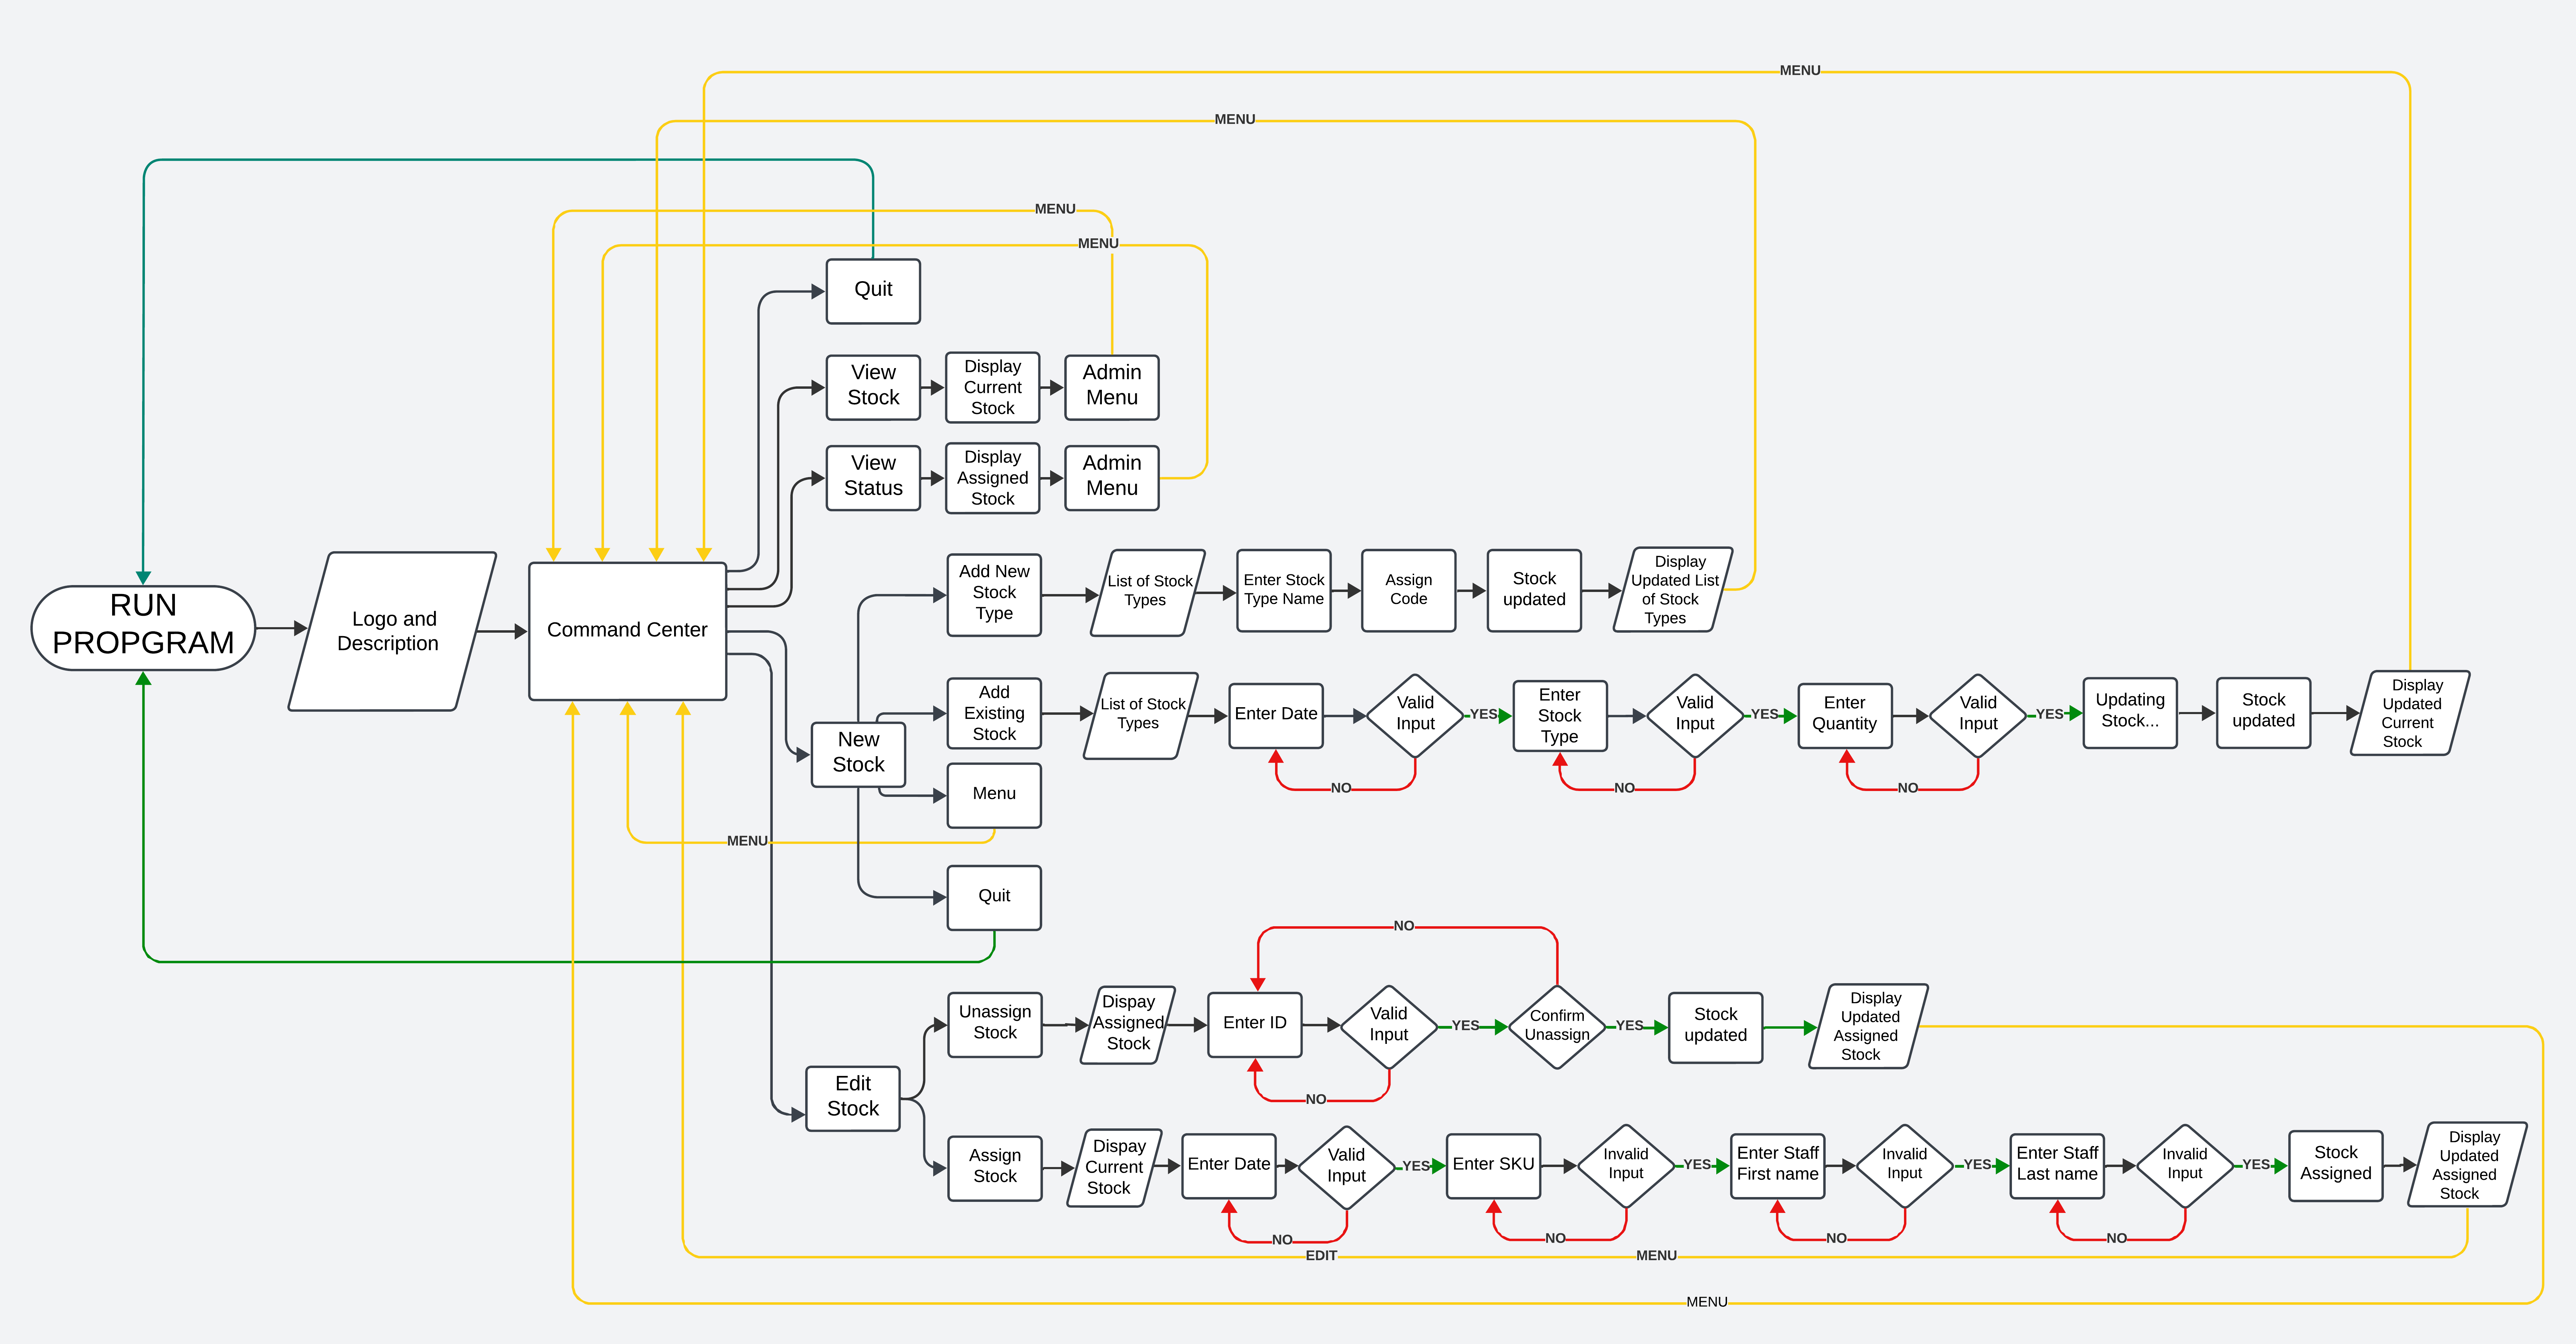 MENU
MENU
MENU
MENU
Quit
View
Stock
Display
Current
Stock
Admin
Menu
View
Status
Display
Assigned
Stock
Admin
Menu
RUN
PROPGRAM
Logo and
Description
Command Center
Add New
Stock
Type
List of Stock
Types
Enter Stock
Type Name
Assign
Code
Stock
updated
Display
Updated List
of Stock
Types
New
Stock
Add
Existing
Stock
List of Stock
Types
Enter Date
Valid
Input
YES
NO
Enter
Stock
Type
Valid
Input
YES
NO
Enter
Quantity
Valid
Input
YES
NO
Updating
Stock...
Stock
updated
Display
Updated
Current
Stock
Menu
MENU
Quit
NO
Edit
Stock
Unassign
Stock
Dispay
Assigned
Stock
Enter ID
Valid
Input
YES
NO
Confirm
Unassign
YES
Stock
updated
Display
Updated
Assigned
Stock
Assign
Stock
Dispay
Current
Stock
Enter Date
Valid
Input
YES
NO
Enter SKU
Invalid
Input
YES
NO
Enter Staff
First name
Invalid
Input
YES
NO
Enter Staff
Last name
Invalid
Input
YES
NO
Stock
Assigned
Display
Updated
Assigned
Stock
EDIT
MENU
MENU